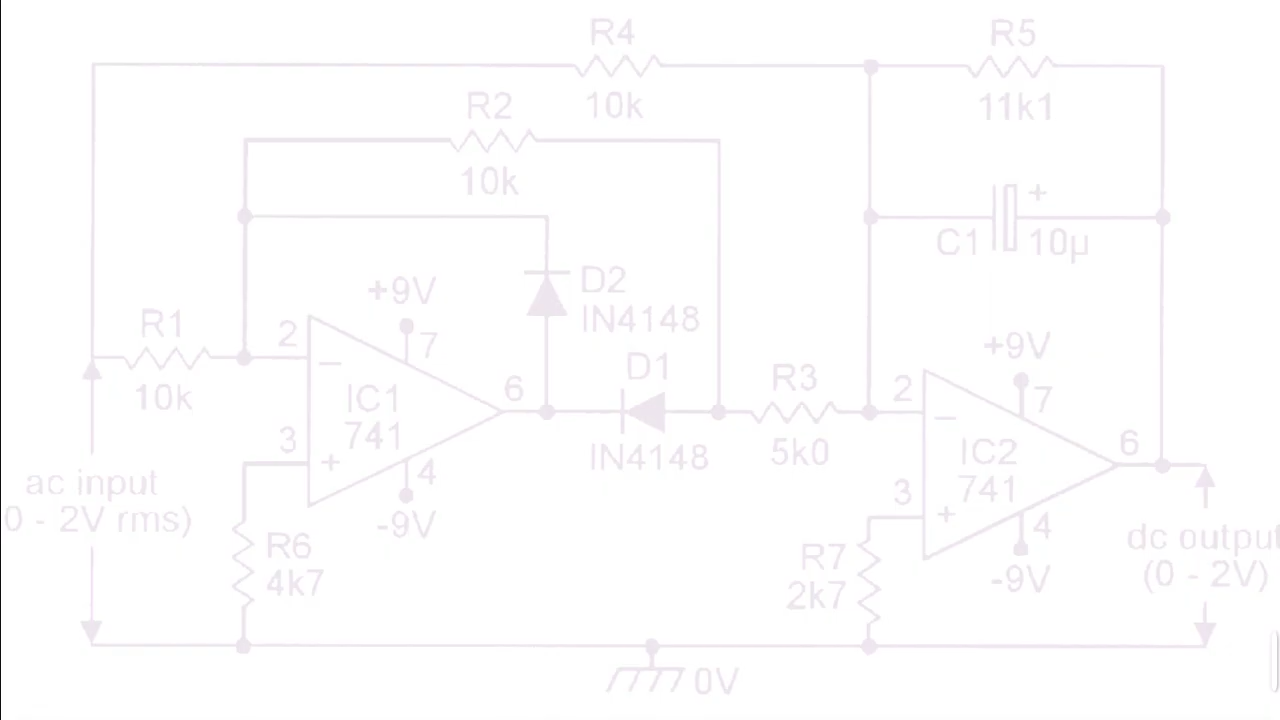 R4
R5
10k
11k1
R2
10k
+
C1
10µ
D2
IN4148
+9V
R1
10k
2
−
7
IC1
741
6
D1
IN4148
R3
5k0
3
+
4
-9V
+9V
2
−
7
IC2
741
6
3
+
4
-9V
ac input
0 - 2V rms)
R6
4k7
R7
2k7
dc output
(0 - 2V)
0V